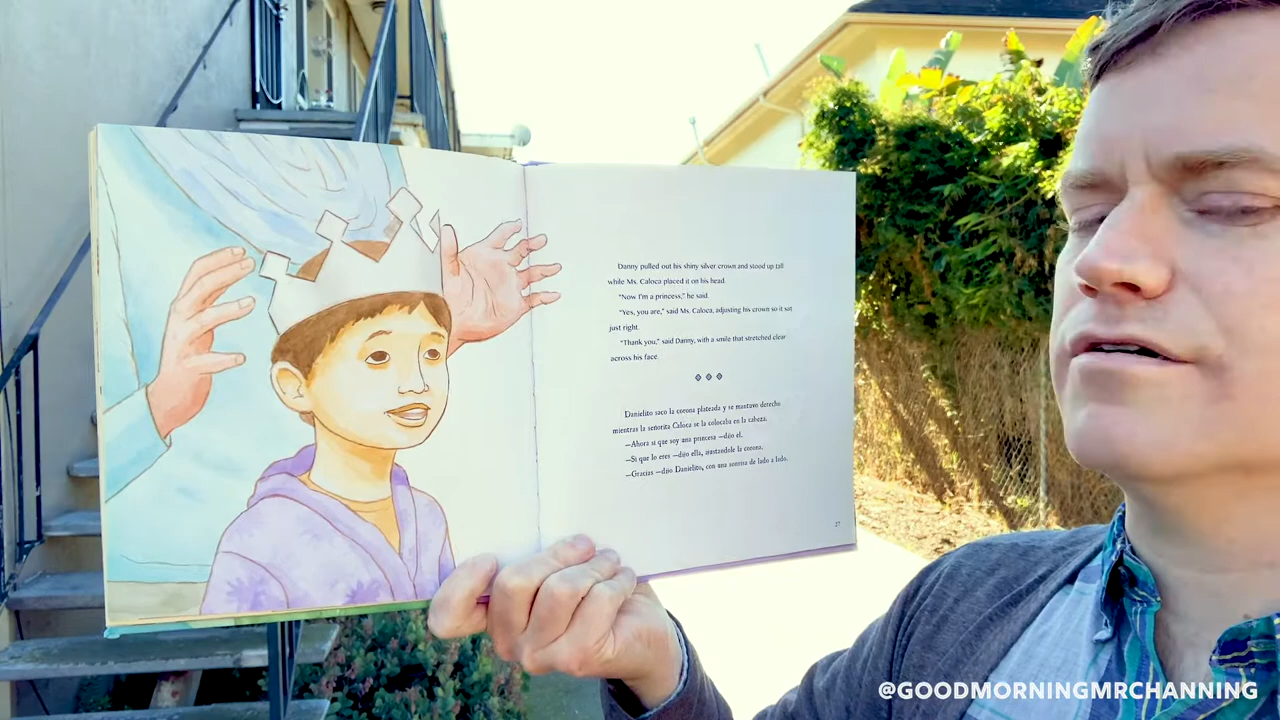 Danny pulled out his shiny silver crown and stood up tall
while Ms. Caloca placed it on his head.
"Now I'm a princess," he said.
"Yes, you are," said Ms. Caloca, adjusting his crown so it sat
just right.
"Thank you," said Danny, with a smile that stretched clear
across his face.
Danielito sacó la corona plateada y se mantuvo derecho
mientras la señorita Caloca se la colocaba en la cabeza.
—Ahora sí que soy una princesa —dijo él.
—Sí que lo eres —dijo ella, ajustándole la corona.
—Gracias —dijo Danielito, con una sonrisa de lado a lado.
27
@GOODMORNINGMRCHANNING